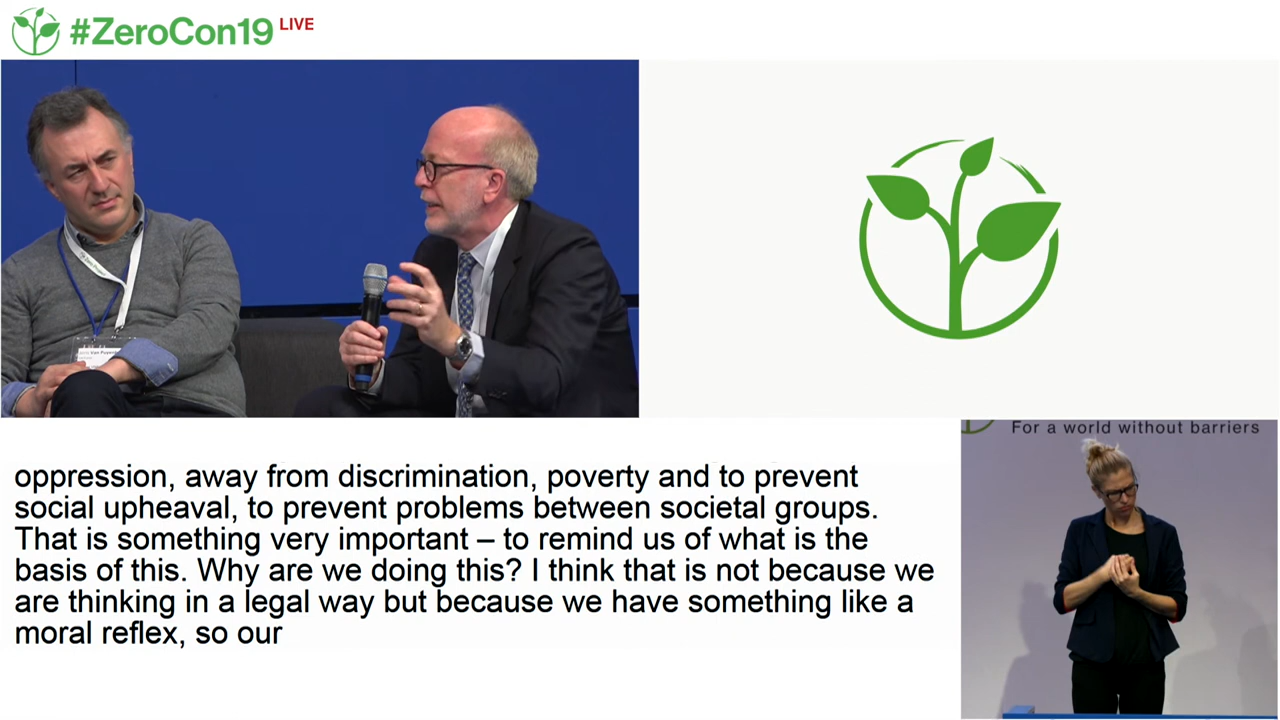 #ZeroCon19 LIVE
For a world without barriers
oppression, away from discrimination, poverty and to prevent
social upheaval, to prevent problems between societal groups.
That is something very important – to remind us of what is the
basis of this. Why are we doing this? I think that is not because we
are thinking in a legal way but because we have something like a
moral reflex, so our